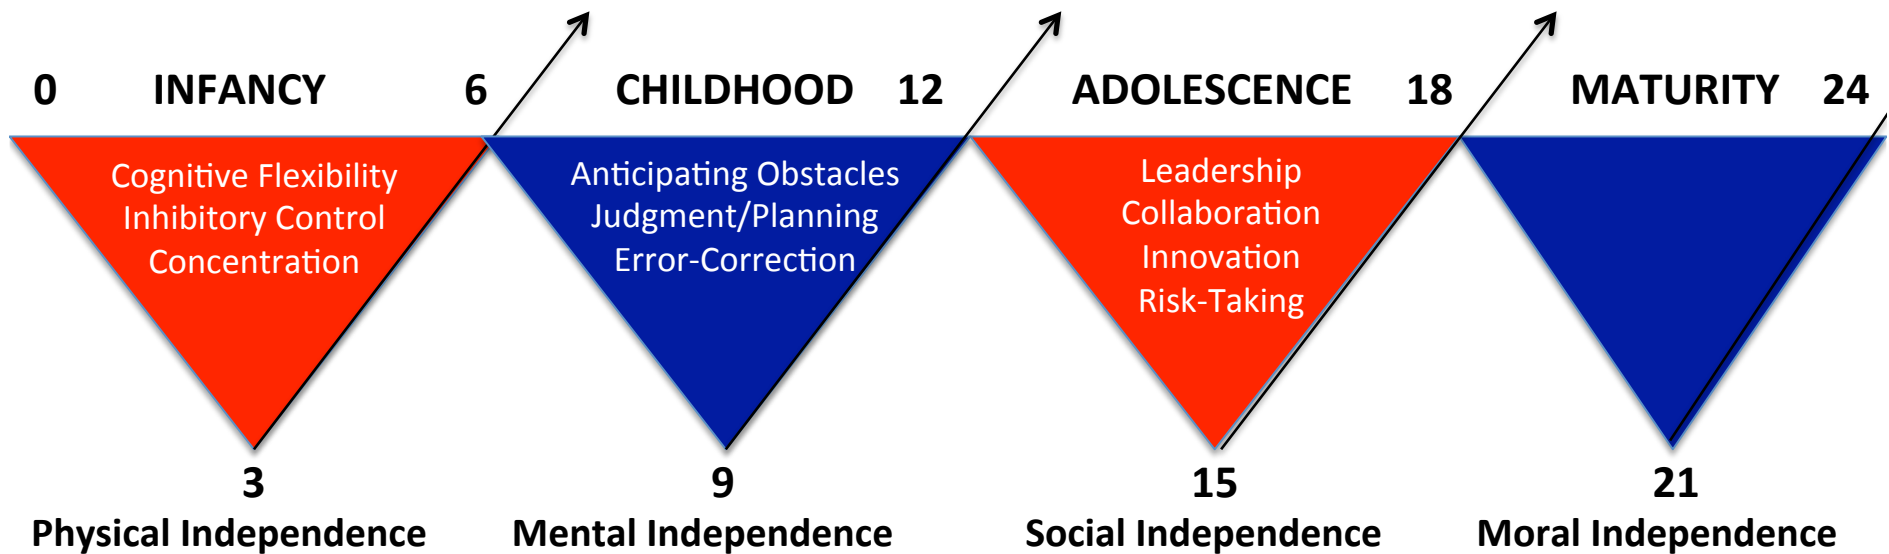 0 INFANCY 6 CHILDHOOD 12 ADOLESCENCE 18 MATURITY 24
Cognitive Flexibility
Inhibitory Control
Concentration
Anticipating Obstacles
Judgment/Planning
Error-Correction
Leadership
Collaboration
Innovation
Risk-Taking
3 9 15 21
Physical Independence Mental Independence Social Independence Moral Independence